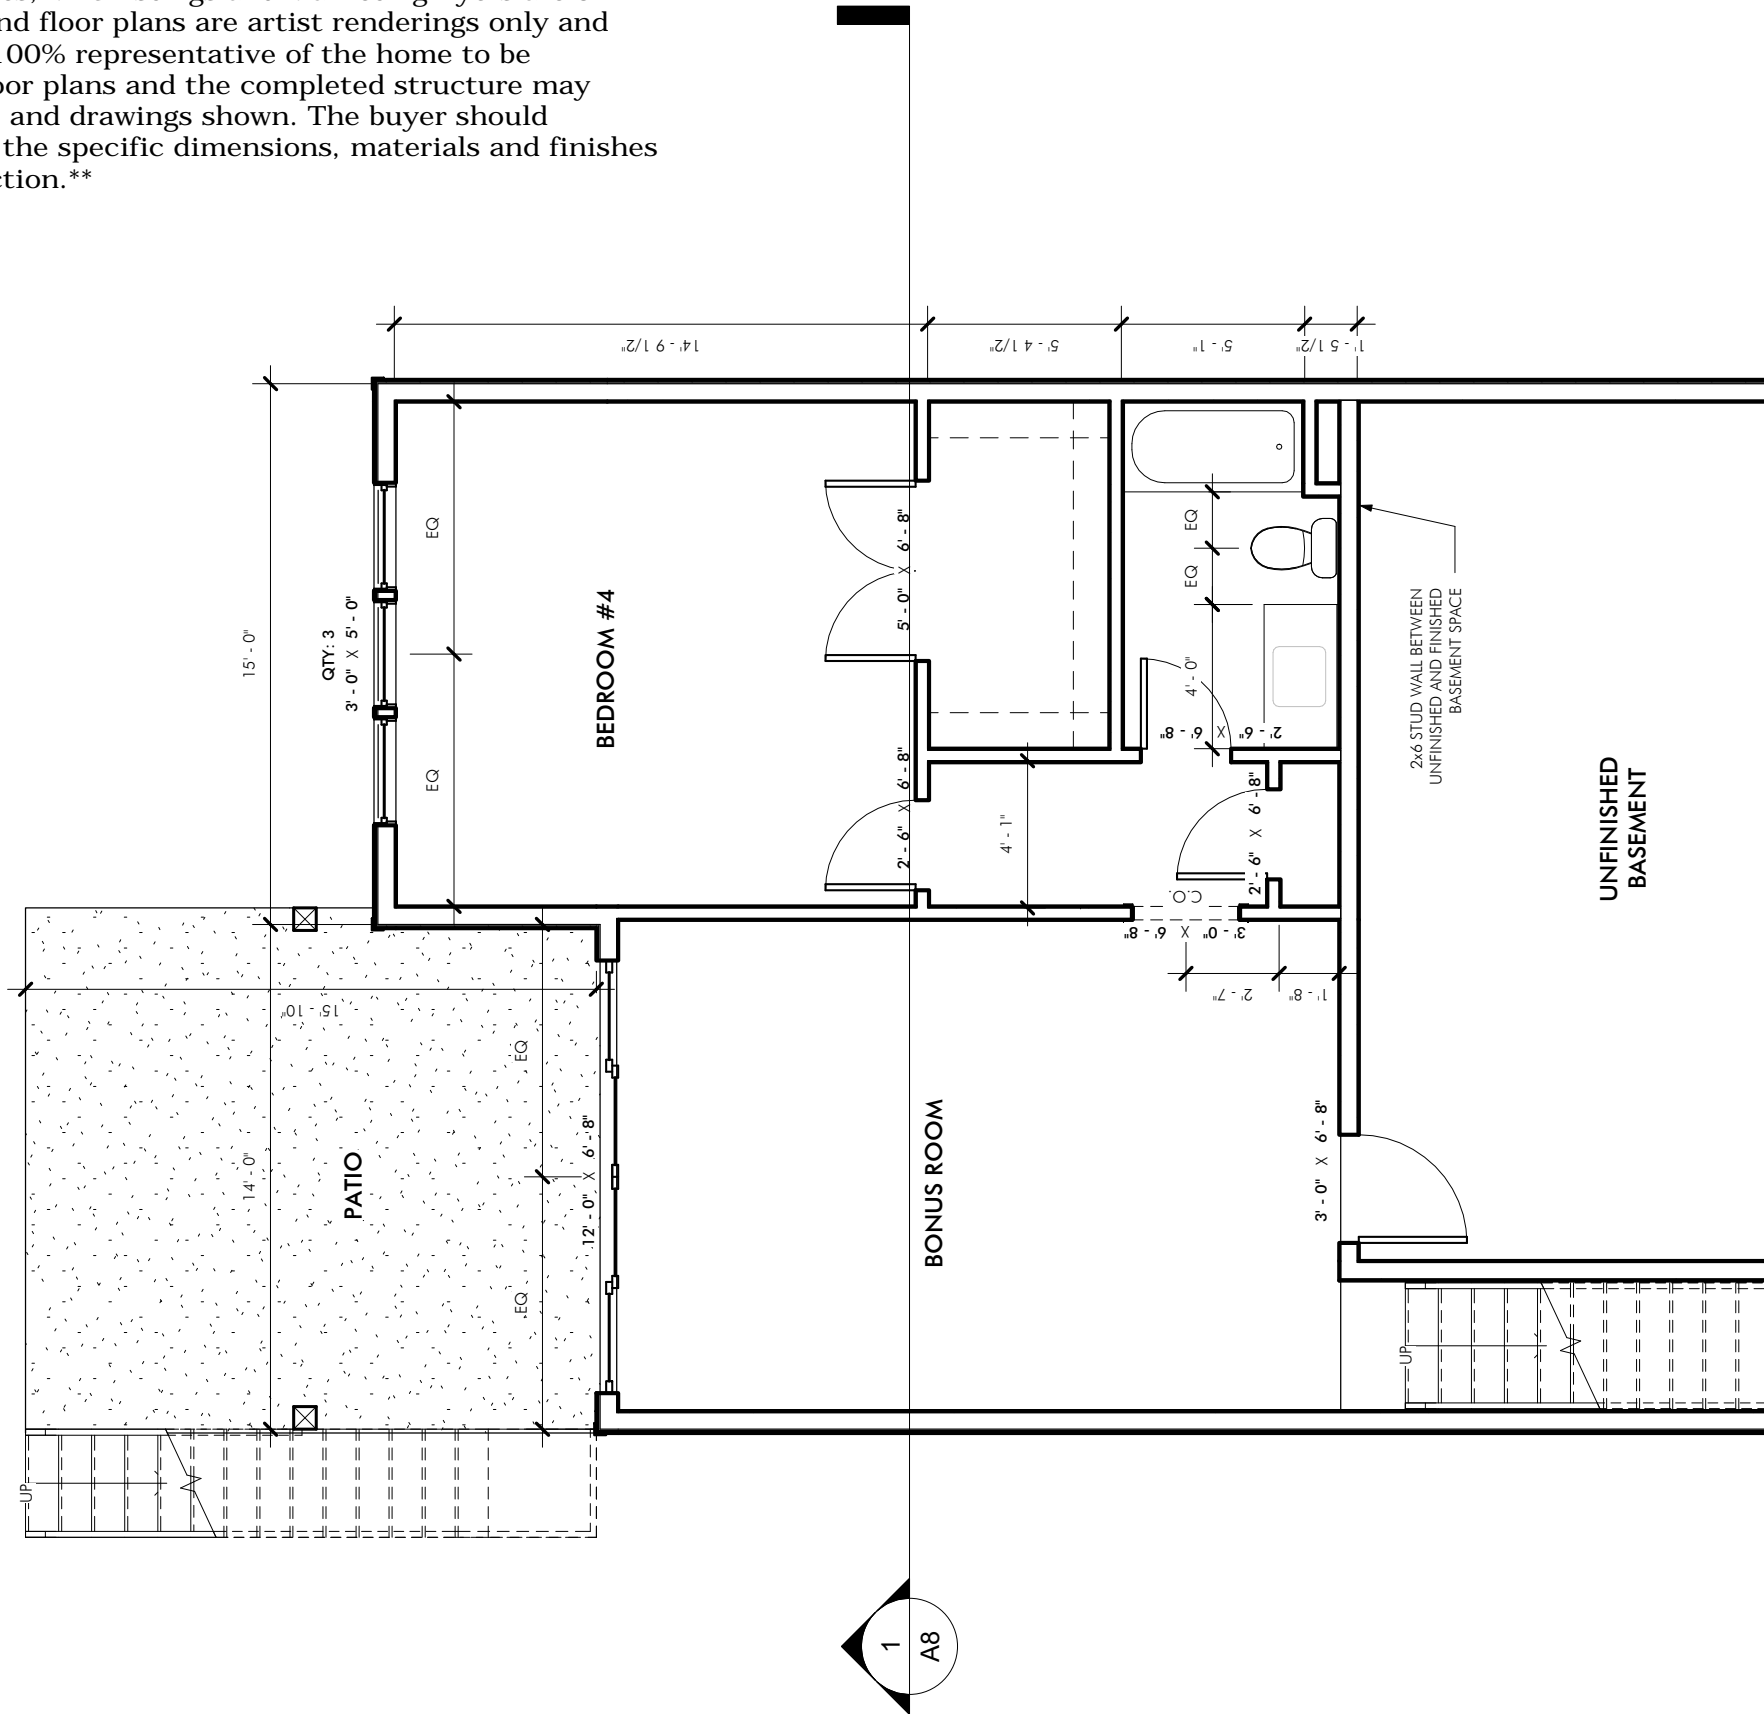 nd floor plans are artist renderings only and
100% representative of the home to be
oor plans and the completed structure may
and drawings shown. The buyer should
the specific dimensions, materials and finishes
ction.**
14' - 9 1/2"
5' - 4 1/2"
5' - 1"
1' - 5 1/2"
15' - 0"
QTY: 3
3' - 0" X 5' - 0"
EQ
EQ
BEDROOM #4
5' - 0" X 6' - 8"
2' - 6" X 6' - 8"
EQ
EQ
4' - 0"
2' - 6" X 6' - 8"
4' - 1"
2' - 6" X 6' - 8"
C.O.
3' - 0" X 6' - 8"
2' - 7"
1' - 8"
2x6 STUD WALL BETWEEN
UNFINISHED AND FINISHED
BASEMENT SPACE
UNFINISHED
BASEMENT
15' - 10"
14' - 0"
PATIO
EQ
EQ
12' - 0" X 6' - 8"
BONUS ROOM
3' - 0" X 6' - 8"
UP
UP
1
A8